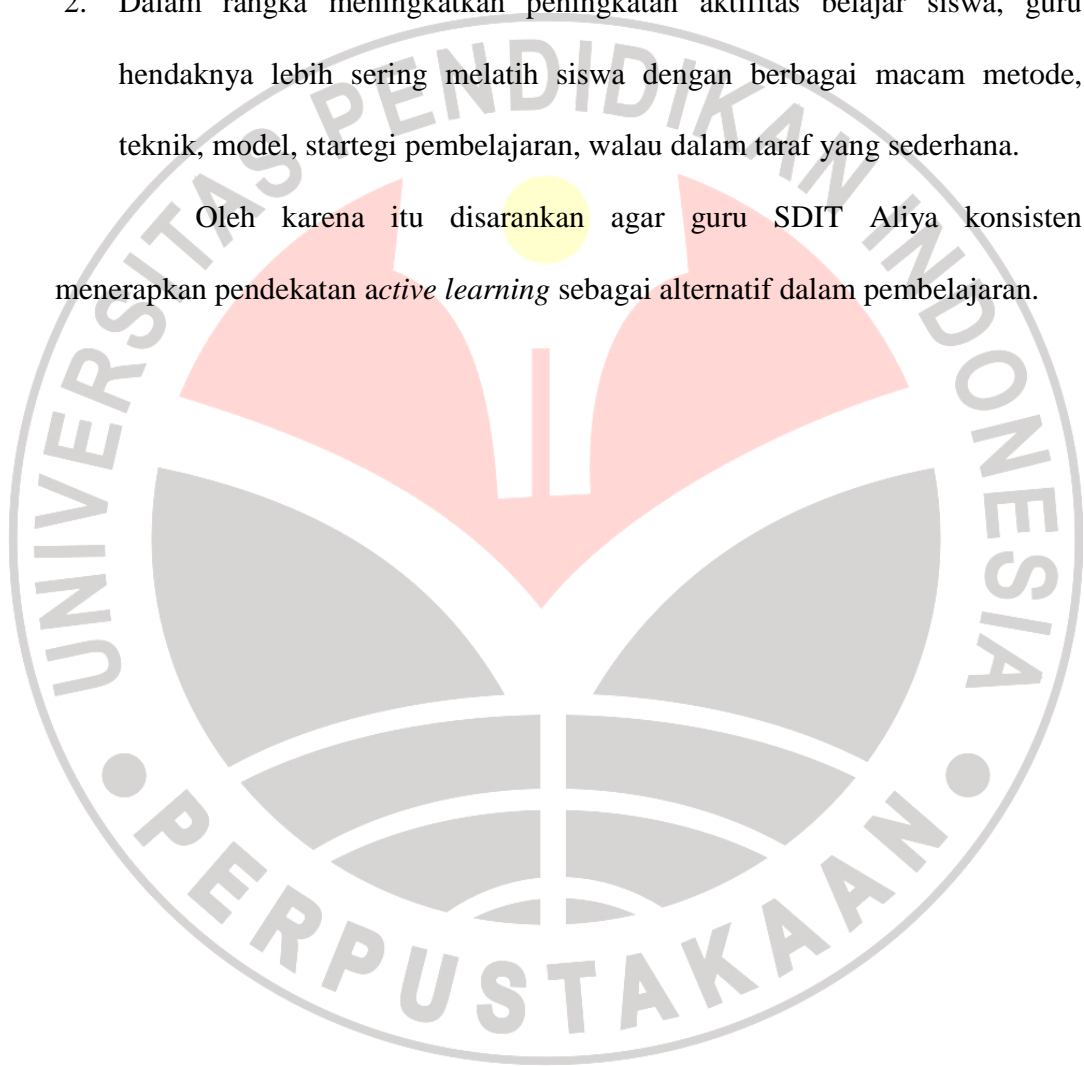 2. Dalam rangka meningkatkan peningkatan aktifitas belajar siswa, guru
hendaknya lebih sering melatih siswa dengan berbagai macam metode,
teknik, model, startegi pembelajaran, walau dalam taraf yang sederhana.
Oleh karena itu disarankan agar guru SDIT Aliya konsisten
menerapkan pendekatan active learning sebagai alternatif dalam pembelajaran.
UNIVERSITAS PENDIDIKAN INDONESIA
PERPUSTAKAAN